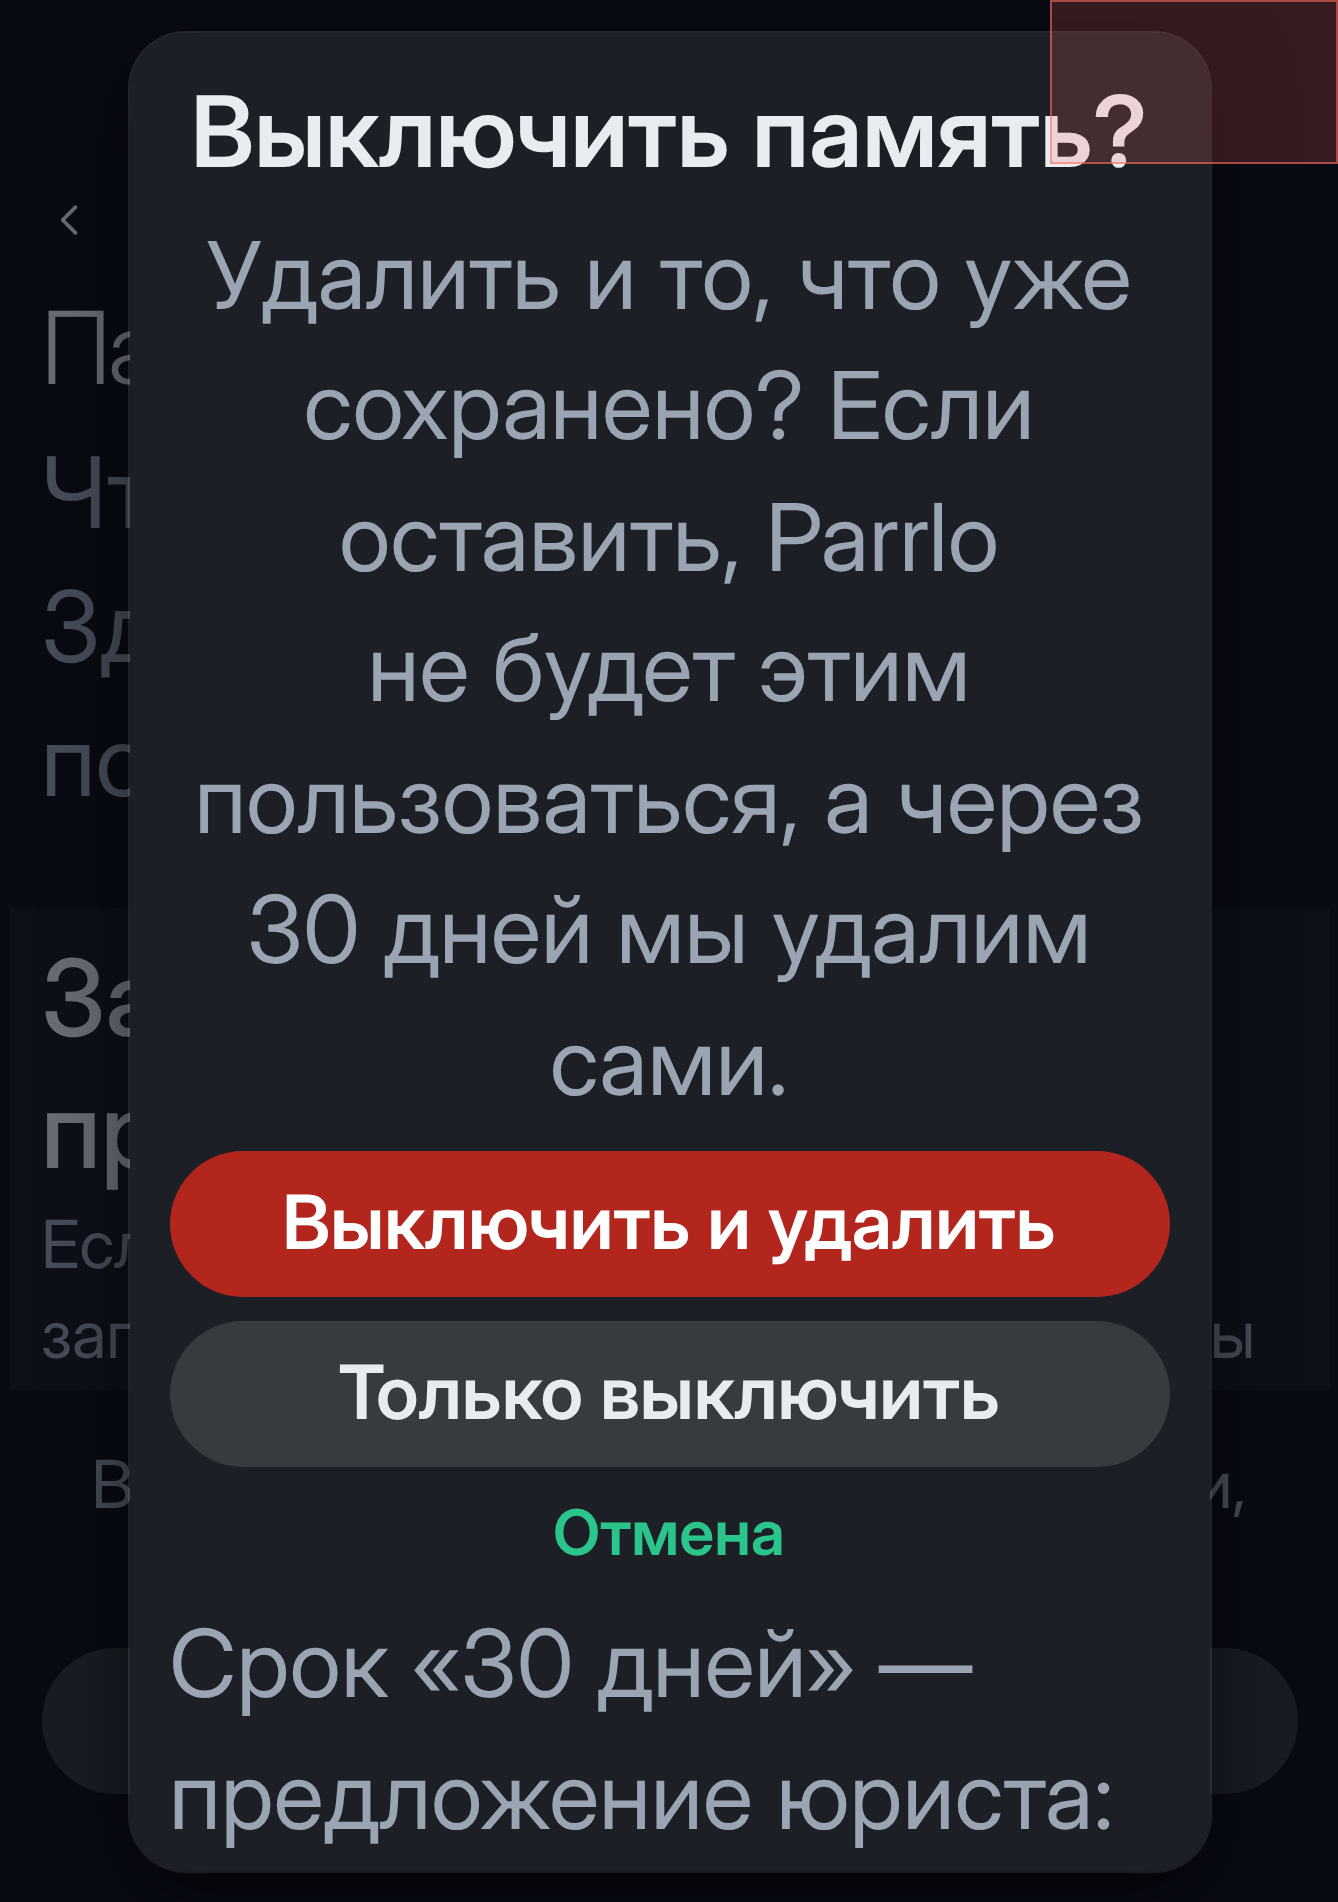 Выключить память?
Удалить и то, что уже
сохранено? Если
оставить, Parrlo
не будет этим
пользоваться, а через
30 дней мы удалим
сами.
Выключить и удалить
Только выключить
Отмена
Срок «30 дней» —
предложение юриста: